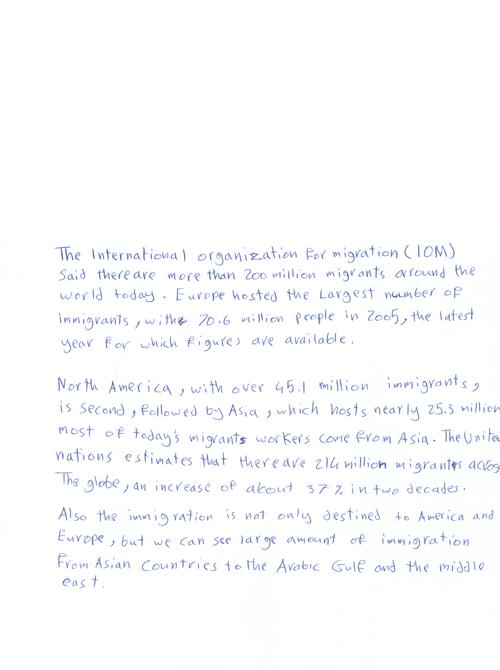 The International organization for migration (IOM)
Said there are more than 200 million migrants around the
world today. Europe hosted the Largest number of
immigrants, with 70.6 million people in 2005, the latest
year for which figures are available.
North America, with over 45.1 million immigrants,
is second, followed by Asia, which hosts nearly 25.3 million
most of today's migrants workers come from Asia. The Unite
nations estimates that there are 214 million migrants across
The globe, an increase of about 37% in two decades.
Also the immigration is not only destined to America and
Europe, but we can see large amount of immigration
from Asian Countries to the Arabic Gulf and the middle
east.